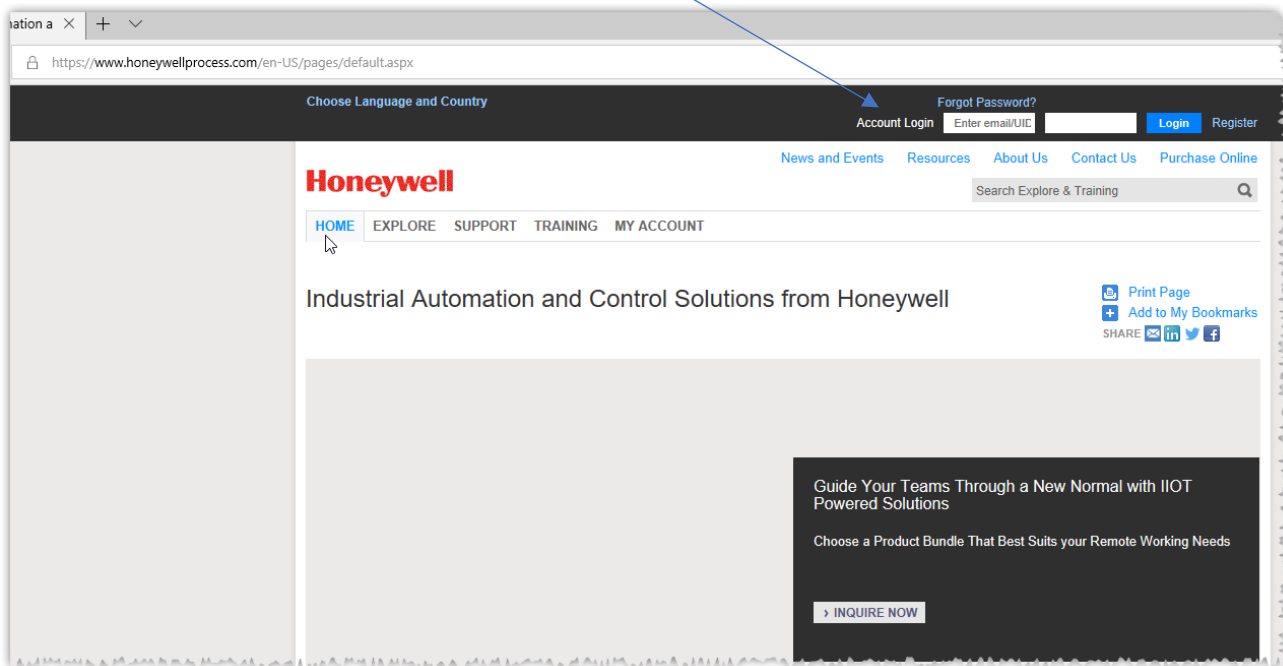 ation a
https://www.honeywellprocess.com/en-US/pages/default.aspx
Choose Language and Country
Forgot Password?
Account Login Enter email/UID Login Register
News and Events Resources About Us Contact Us Purchase Online
Honeywell
Search Explore & Training
HOME EXPLORE SUPPORT TRAINING MY ACCOUNT
Industrial Automation and Control Solutions from Honeywell
Print Page
Add to My Bookmarks
SHARE
Guide Your Teams Through a New Normal with IIOT
Powered Solutions
Choose a Product Bundle That Best Suits your Remote Working Needs
› INQUIRE NOW